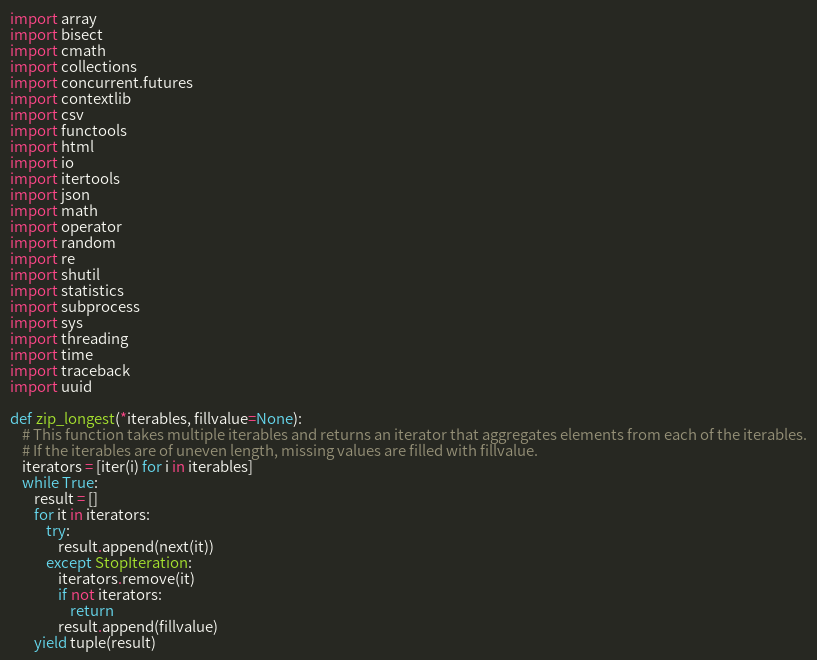 import array
import bisect
import cmath
import collections
import concurrent.futures
import contextlib
import csv
import functools
import html
import io
import itertools
import json
import math
import operator
import random
import re
import shutil
import statistics
import subprocess
import sys
import threading
import time
import traceback
import uuid

def zip_longest(*iterables, fillvalue=None):
    # This function takes multiple iterables and returns an iterator that aggregates elements from each of the iterables.
    # If the iterables are of uneven length, missing values are filled with fillvalue.
    iterators = [iter(i) for i in iterables]
    while True:
        result = []
        for it in iterators:
            try:
                result.append(next(it))
            except StopIteration:
                iterators.remove(it)
                if not iterators:
                    return
                result.append(fillvalue)
        yield tuple(result)